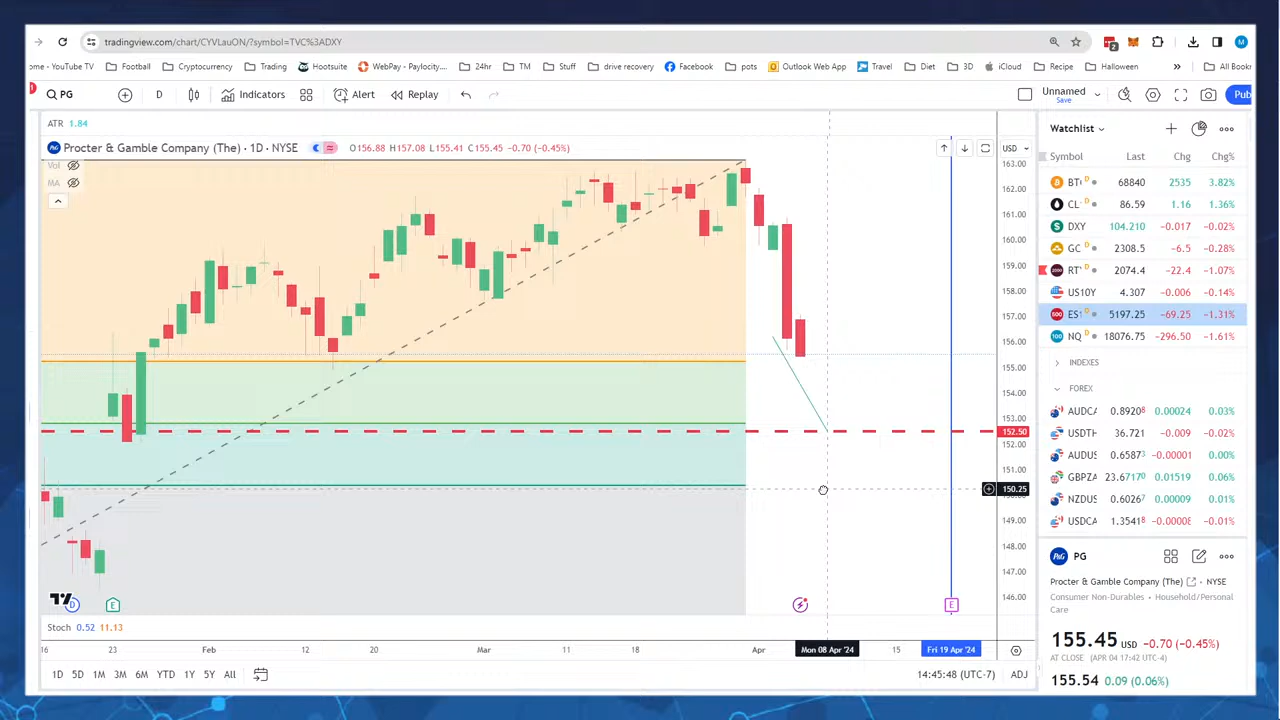 tradingview.com/chart/CYVLauON/?symbol=TVC%3ADXY
2
M
ome - YouTube TV Football Cryptocurrency Trading Hootsuite WebPay - Paylocity.... 24hr TM Stuff drive recovery Facebook pots Outlook Web App Travel Diet 3D iCloud Recipe Halloween » All Bookr
PG D Indicators Alert Replay Unnamed Save Pub
ATR 1.84
Procter & Gamble Company (The) · 1D · NYSE O156.88 H157.08 L155.41 C155.45 -0.70 (-0.45%) USD
Vol
MA
163.00
162.00
161.00
160.00
159.00
158.00
157.00
156.00
155.00
154.00
153.00
152.50
152.00
151.00
150.25
149.00
148.00
147.00
146.00
D E E
Stoch 0.52 11.13
16 23 Feb 12 20 Mar 11 18 Apr Mon 08 Apr '24 15 Fri 19 Apr '24
1D 5D 1M 3M 6M YTD 1Y 5Y All 14:45:48 (UTC-7) ADJ
Watchlist
Symbol Last Chg Chg%
BT D 68840 2535 3.82%
CL D 86.59 1.16 1.36%
DXY 104.210 -0.017 -0.02%
GC D 2308.5 -6.5 -0.28%
RT D 2074.4 -22.4 -1.07%
US10Y 4.307 -0.006 -0.14%
ES1 D 5197.25 -69.25 -1.31%
NQ D 18076.75 -296.50 -1.61%
INDEXES
FOREX
AUDCA 0.89208 0.00024 0.03%
USDTH 36.721 -0.009 -0.02%
AUDUS 0.65873 -0.00001 0.00%
GBPZA 23.67170 0.01519 0.06%
NZDUS 0.60267 0.00009 0.01%
USDCA 1.35418 -0.00008 -0.01%
P&G PG
Procter & Gamble Company (The) · NYSE
Consumer Non-Durables • Household/Personal
Care
155.45 USD -0.70 (-0.45%)
AT CLOSE (APR 04 17:42 UTC-4)
155.54 0.09 (0.06%)